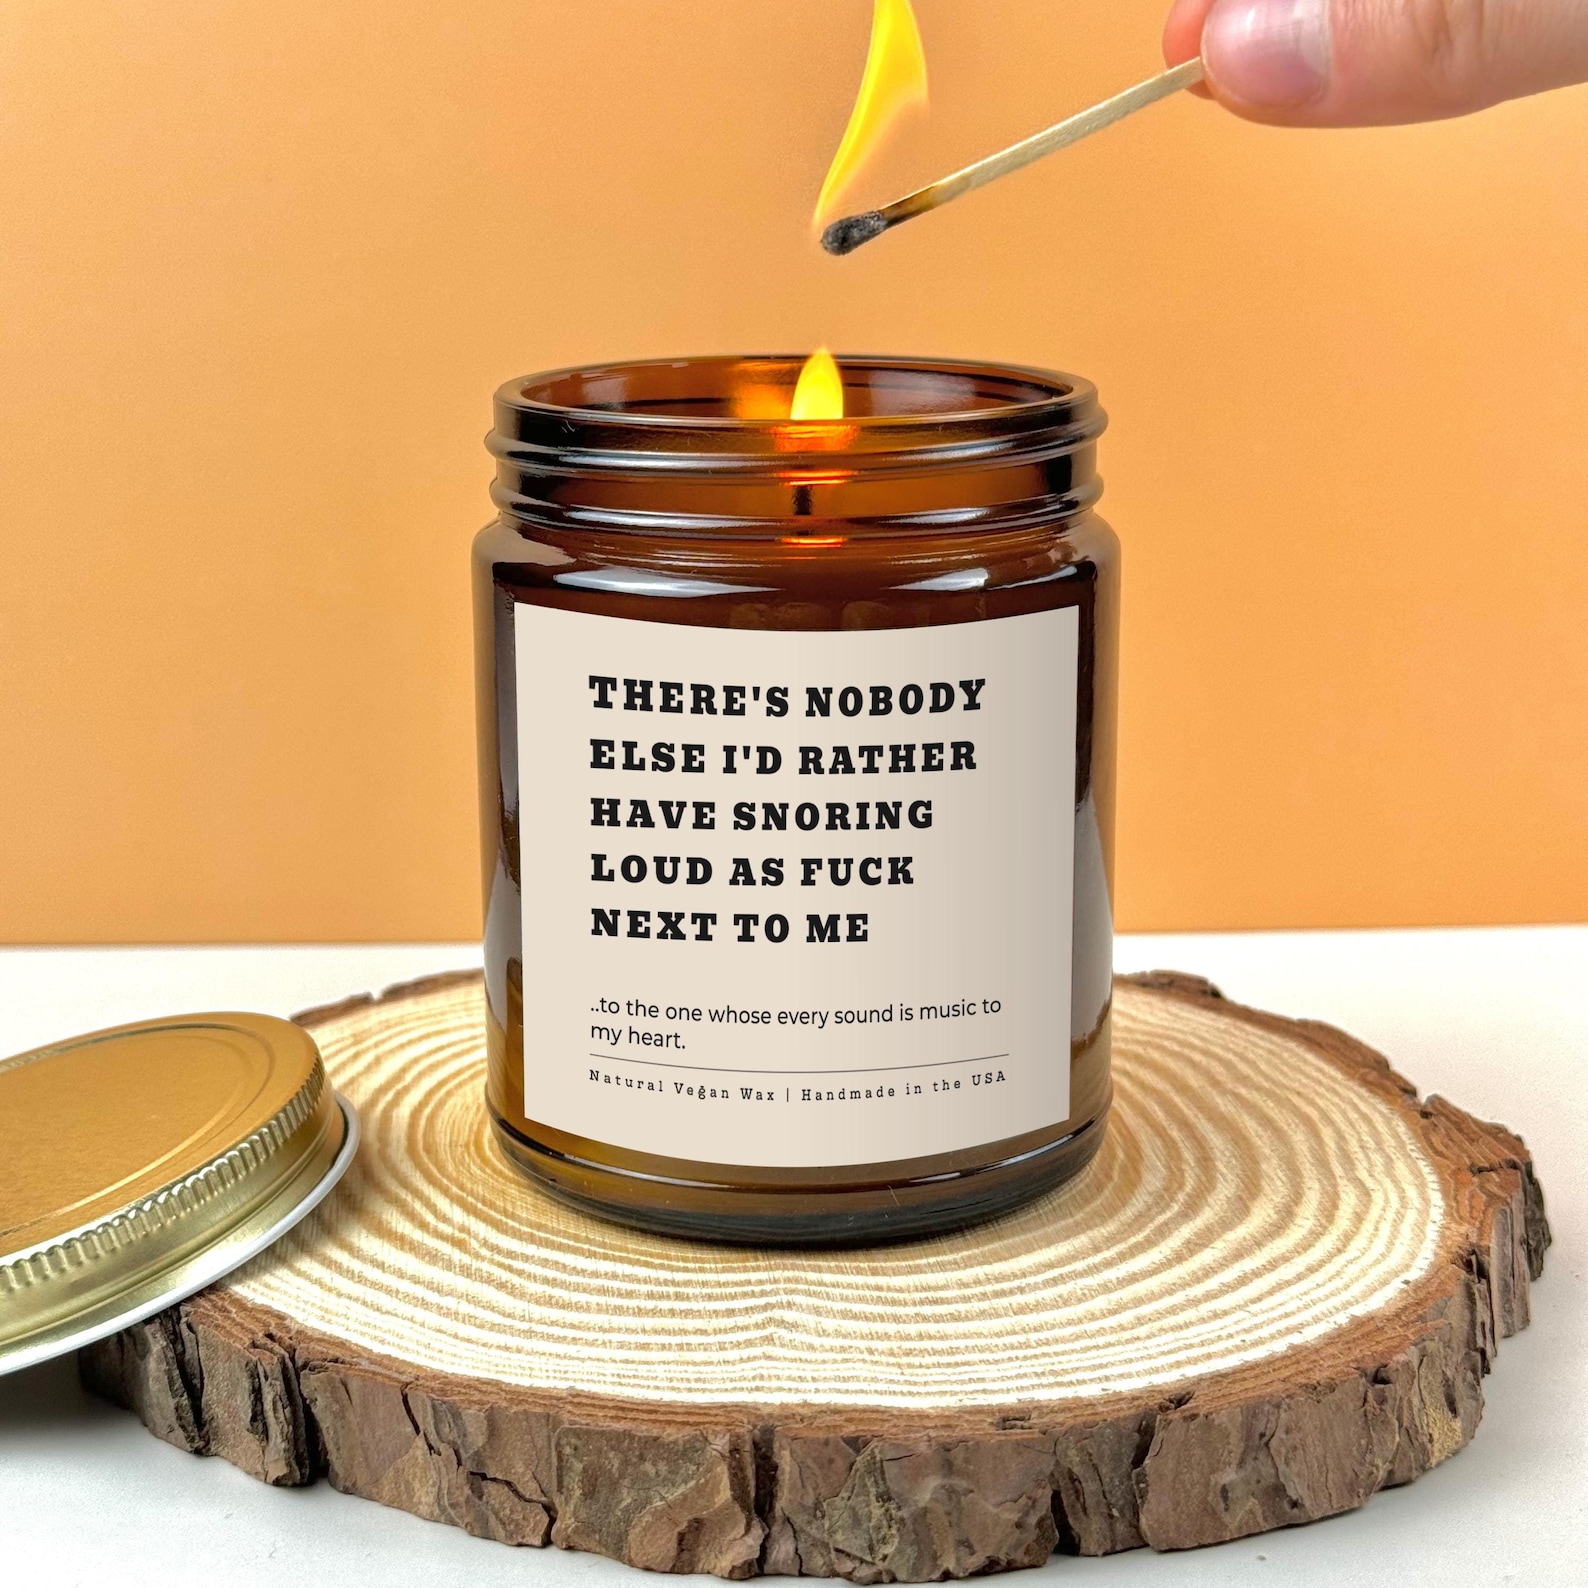 THERE'S NOBODY
ELSE I'D RATHER
HAVE SNORING
LOUD AS FUCK
NEXT TO ME
..to the one whose every sound is music to
my heart.
Natural Vegan Wax | Handmade in the USA